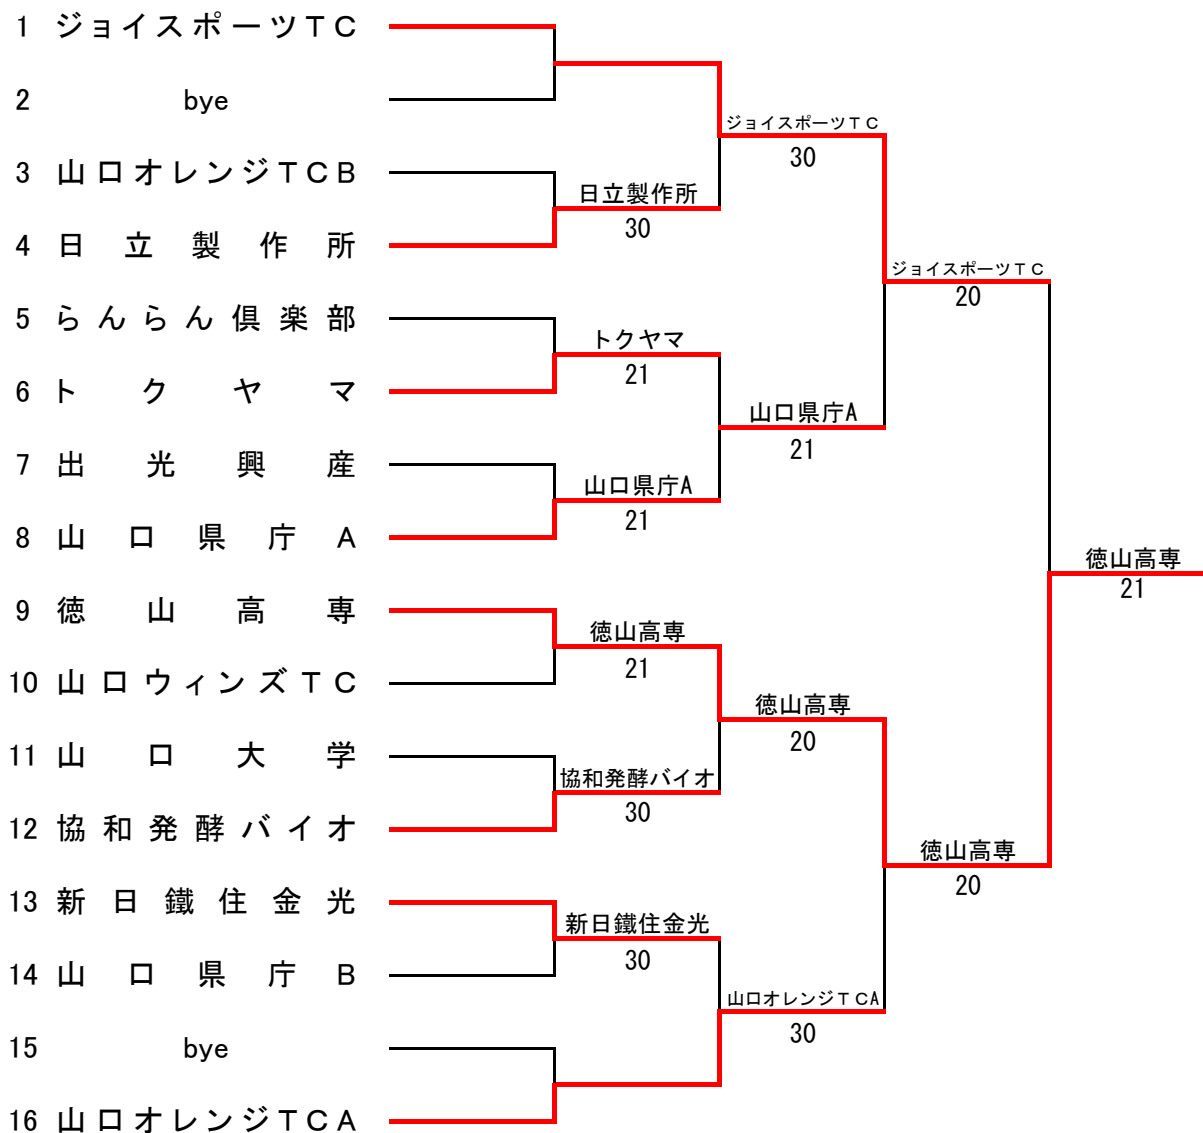 1 ジョイスポーツTC
2 bye
3 山口オレンジTCB
4 日立製作所
5 らんらん倶楽部
6 トクヤマ
7 出光興産
8 山口県庁A
9 徳山高専
10 山口ウィンズTC
11 山口大学
12 協和発酵バイオ
13 新日鐵住金光
14 山口県庁B
15 bye
16 山口オレンジTCA
日立製作所
30
トクヤマ
21
山口県庁A
21
徳山高専
21
協和発酵バイオ
30
新日鐵住金光
30
ジョイスポーツTC
30
山口県庁A
21
徳山高専
20
山口オレンジTCA
30
ジョイスポーツTC
20
徳山高専
20
徳山高専
21